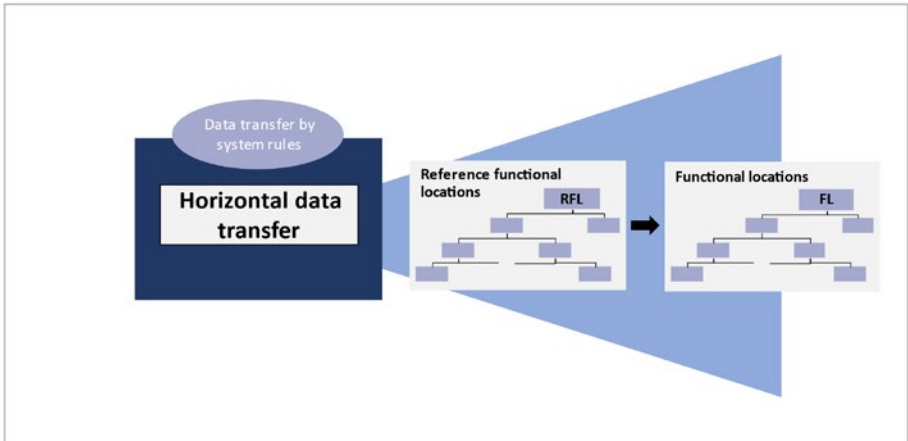 Data transfer by
system rules
Horizontal data
transfer
Reference functional
locations
RFL
Functional locations
FL